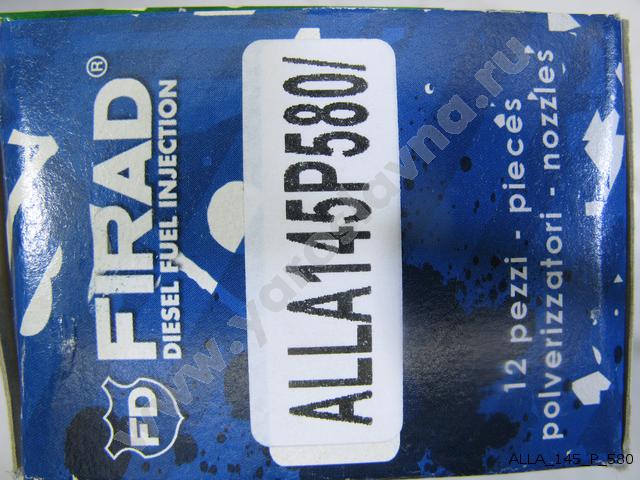 FIRAD®
DIESEL FUEL INJECTION
FD
ALLA145P580/
12 pezzi - pieces
polverizzatori - nozzles
www.yaroslavna.ru
ALLA_145_P_580